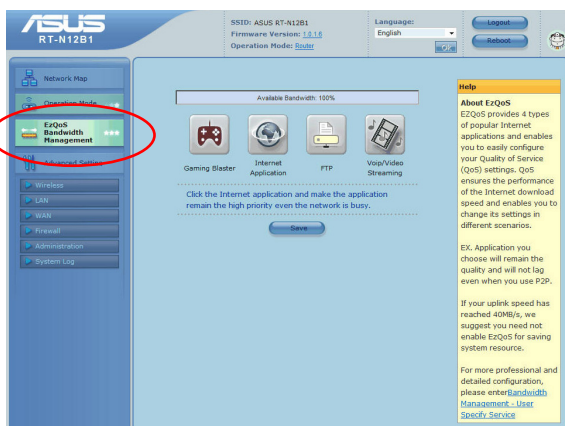 ASUS
RT-N12B1
SSID: ASUS RT-N12B1
Firmware Version: 1.0.1.6
Operation Mode: Router
Language:
English
Logout
Reboot
Network Map
Operation Mode
EzQoS
Bandwidth
Management
Advanced Setting
Wireless
LAN
WAN
Firewall
Administration
System Log
Available Bandwidth: 100%
Gaming Blaster
Internet
Application
FTP
Voip/Video
Streaming
Click the Internet application and make the application
remain the high priority even the network is busy.
Save
Help
About EzQoS
EZQoS provides 4 types
of popular Internet
applications and enables
you to easily configure
your Quality of Service
(QoS) settings. QoS
ensures the performance
of the Internet download
speed and enables you to
change its settings in
different scenarios.
EX. Application you
choose will remain the
quality and will not lag
even when you use P2P.
If your uplink speed has
reached 40MB/s, we
suggest you need not
enable EzQoS for saving
system resource.
For more professional and
detailed configuration,
please enterBandwidth
Management - User
Specify Service